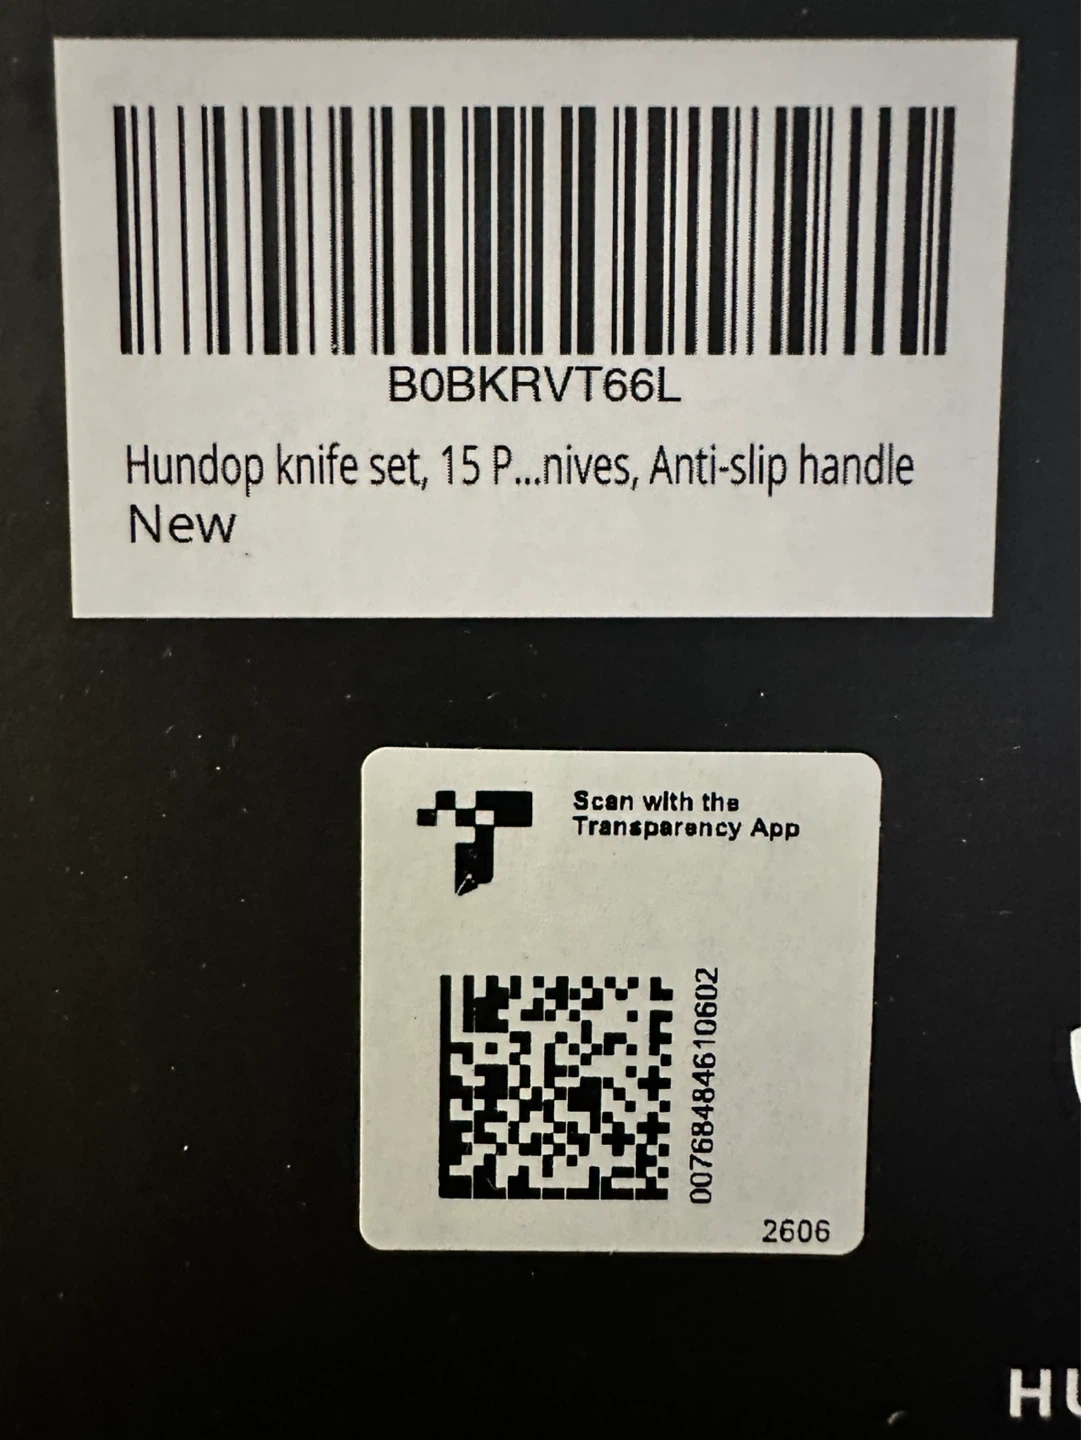 B0BKRVT66L
Hundop knife set, 15 P...nives, Anti-slip handle
New
Scan with the
Transparency App
00768484610602
2606
HU